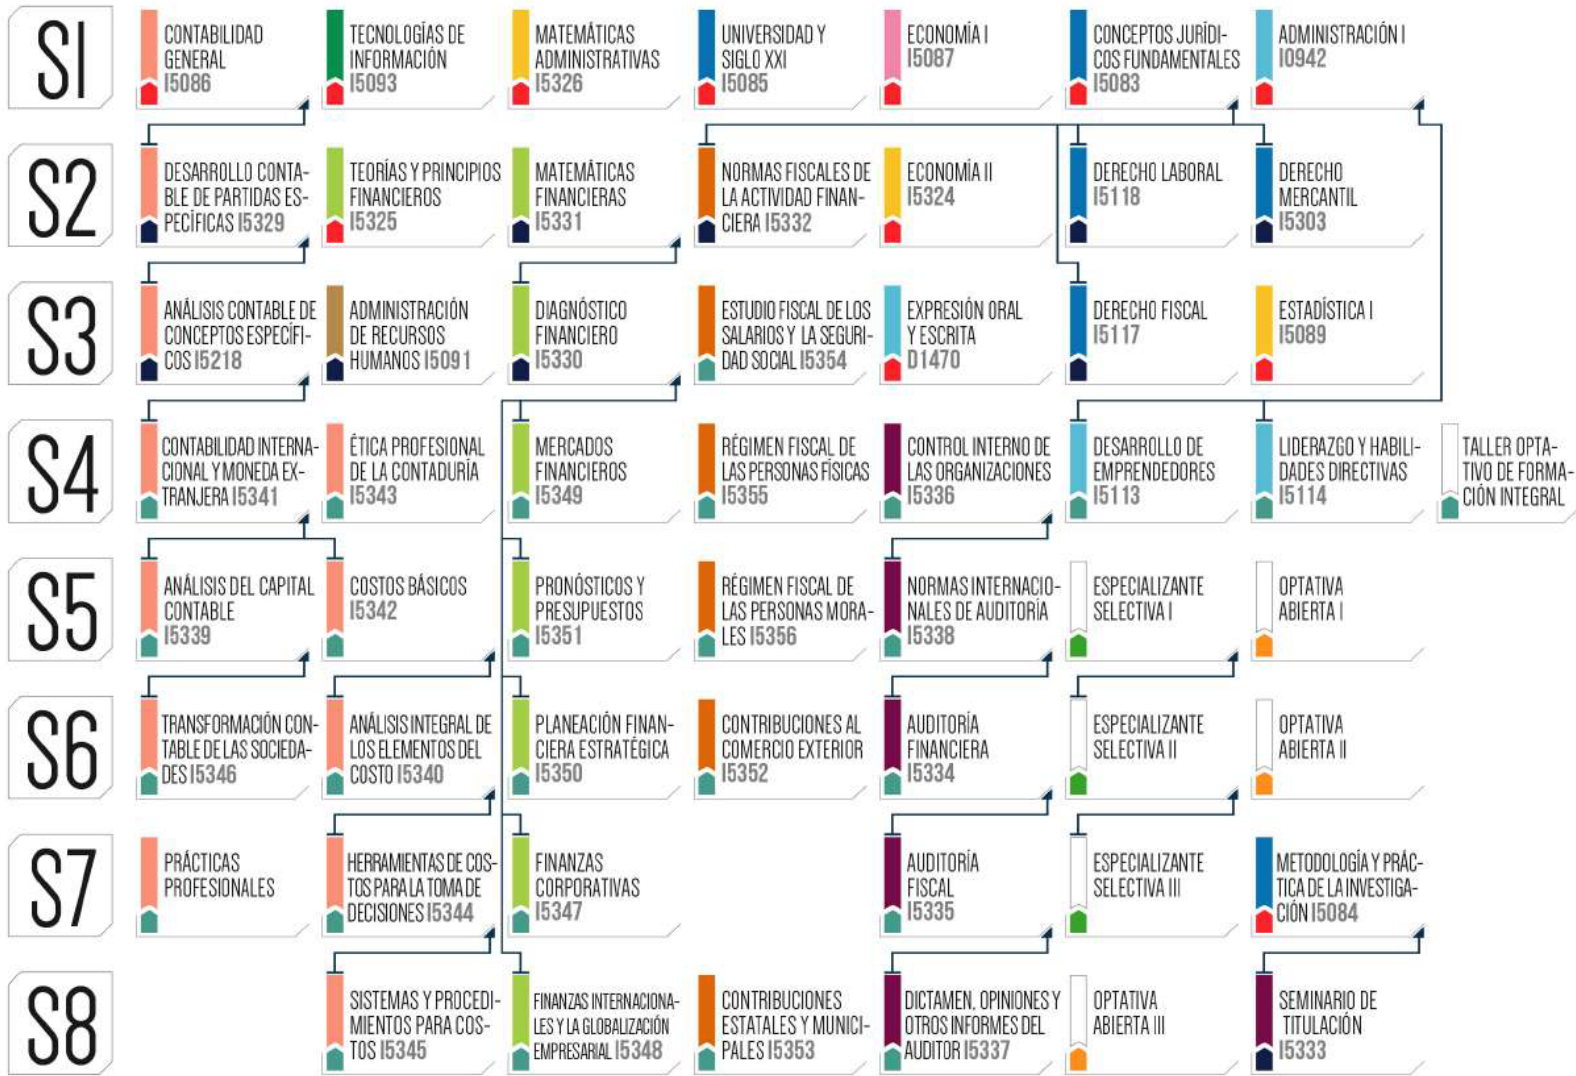 S1
CONTABILIDAD
GENERAL
I5086
TECNOLOGÍAS DE
INFORMACIÓN
I5093
MATEMÁTICAS
ADMINISTRATIVAS
I5326
UNIVERSIDAD Y
SIGLO XXI
I5085
ECONOMÍA I
I5087
CONCEPTOS JURÍDI-
COS FUNDAMENTALES
I5083
ADMINISTRACIÓN I
I0942
S2
DESARROLLO CONTA-
BLE DE PARTIDAS ES-
PECÍFICAS I5329
TEORÍAS Y PRINCIPIOS
FINANCIEROS
I5325
MATEMÁTICAS
FINANCIERAS
I5331
NORMAS FISCALES DE
LA ACTIVIDAD FINAN-
CIERA I5332
ECONOMÍA II
I5324
DERECHO LABORAL
I5118
DERECHO
MERCANTIL
I5303
S3
ANÁLISIS CONTABLE DE
CONCEPTOS ESPECÍFI-
COS I5218
ADMINISTRACIÓN
DE RECURSOS
HUMANOS I5091
DIAGNÓSTICO
FINANCIERO
I5330
ESTUDIO FISCAL DE LOS
SALARIOS Y LA SEGURI-
DAD SOCIAL I5354
EXPRESIÓN ORAL
Y ESCRITA
D1470
DERECHO FISCAL
I5117
ESTADÍSTICA I
I5089
S4
CONTABILIDAD INTERNA-
CIONAL Y MONEDA EX-
TRANJERA I5341
ÉTICA PROFESIONAL
DE LA CONTADURÍA
I5343
MERCADOS
FINANCIEROS
I5349
RÉGIMEN FISCAL DE
LAS PERSONAS FÍSICAS
I5355
CONTROL INTERNO DE
LAS ORGANIZACIONES
I5336
DESARROLLO DE
EMPRENDEDORES
I5113
LIDERAZGO Y HABILI-
DADES DIRECTIVAS
I5114
TALLER OPTA-
TIVO DE FORMA-
CIÓN INTEGRAL
S5
ANÁLISIS DEL CAPITAL
CONTABLE
I5339
COSTOS BÁSICOS
I5342
PRONÓSTICOS Y
PRESUPUESTOS
I5351
RÉGIMEN FISCAL DE
LAS PERSONAS MORA-
LES I5356
NORMAS INTERNACIO-
NALES DE AUDITORÍA
I5338
ESPECIALIZANTE
SELECTIVA I
OPTATIVA
ABIERTA I
S6
TRANSFORMACIÓN CON-
TABLE DE LAS SOCIEDA-
DES I5346
ANÁLISIS INTEGRAL DE
LOS ELEMENTOS DEL
COSTO I5340
PLANEACIÓN FINAN-
CIERA ESTRATÉGICA
I5350
CONTRIBUCIONES AL
COMERCIO EXTERIOR
I5352
AUDITORÍA
FINANCIERA
I5334
ESPECIALIZANTE
SELECTIVA II
OPTATIVA
ABIERTA II
S7
PRÁCTICAS
PROFESIONALES
HERRAMIENTAS DE COS-
TOS PARA LA TOMA DE
DECISIONES I5344
FINANZAS
CORPORATIVAS
I5347
AUDITORÍA
FISCAL
I5335
ESPECIALIZANTE
SELECTIVA III
METODOLOGÍA Y PRÁC-
TICA DE LA INVESTIGA-
CIÓN I5084
S8
SISTEMAS Y PROCEDI-
MIENTOS PARA COS-
TOS I5345
FINANZAS INTERNACIONA-
LES Y LA GLOBALIZACIÓN
EMPRESARIAL I5348
CONTRIBUCIONES
ESTATALES Y MUNICI-
PALES I5353
DICTAMEN, OPINIONES Y
OTROS INFORMES DEL
AUDITOR I5337
OPTATIVA
ABIERTA III
SEMINARIO DE
TITULACIÓN
I5333